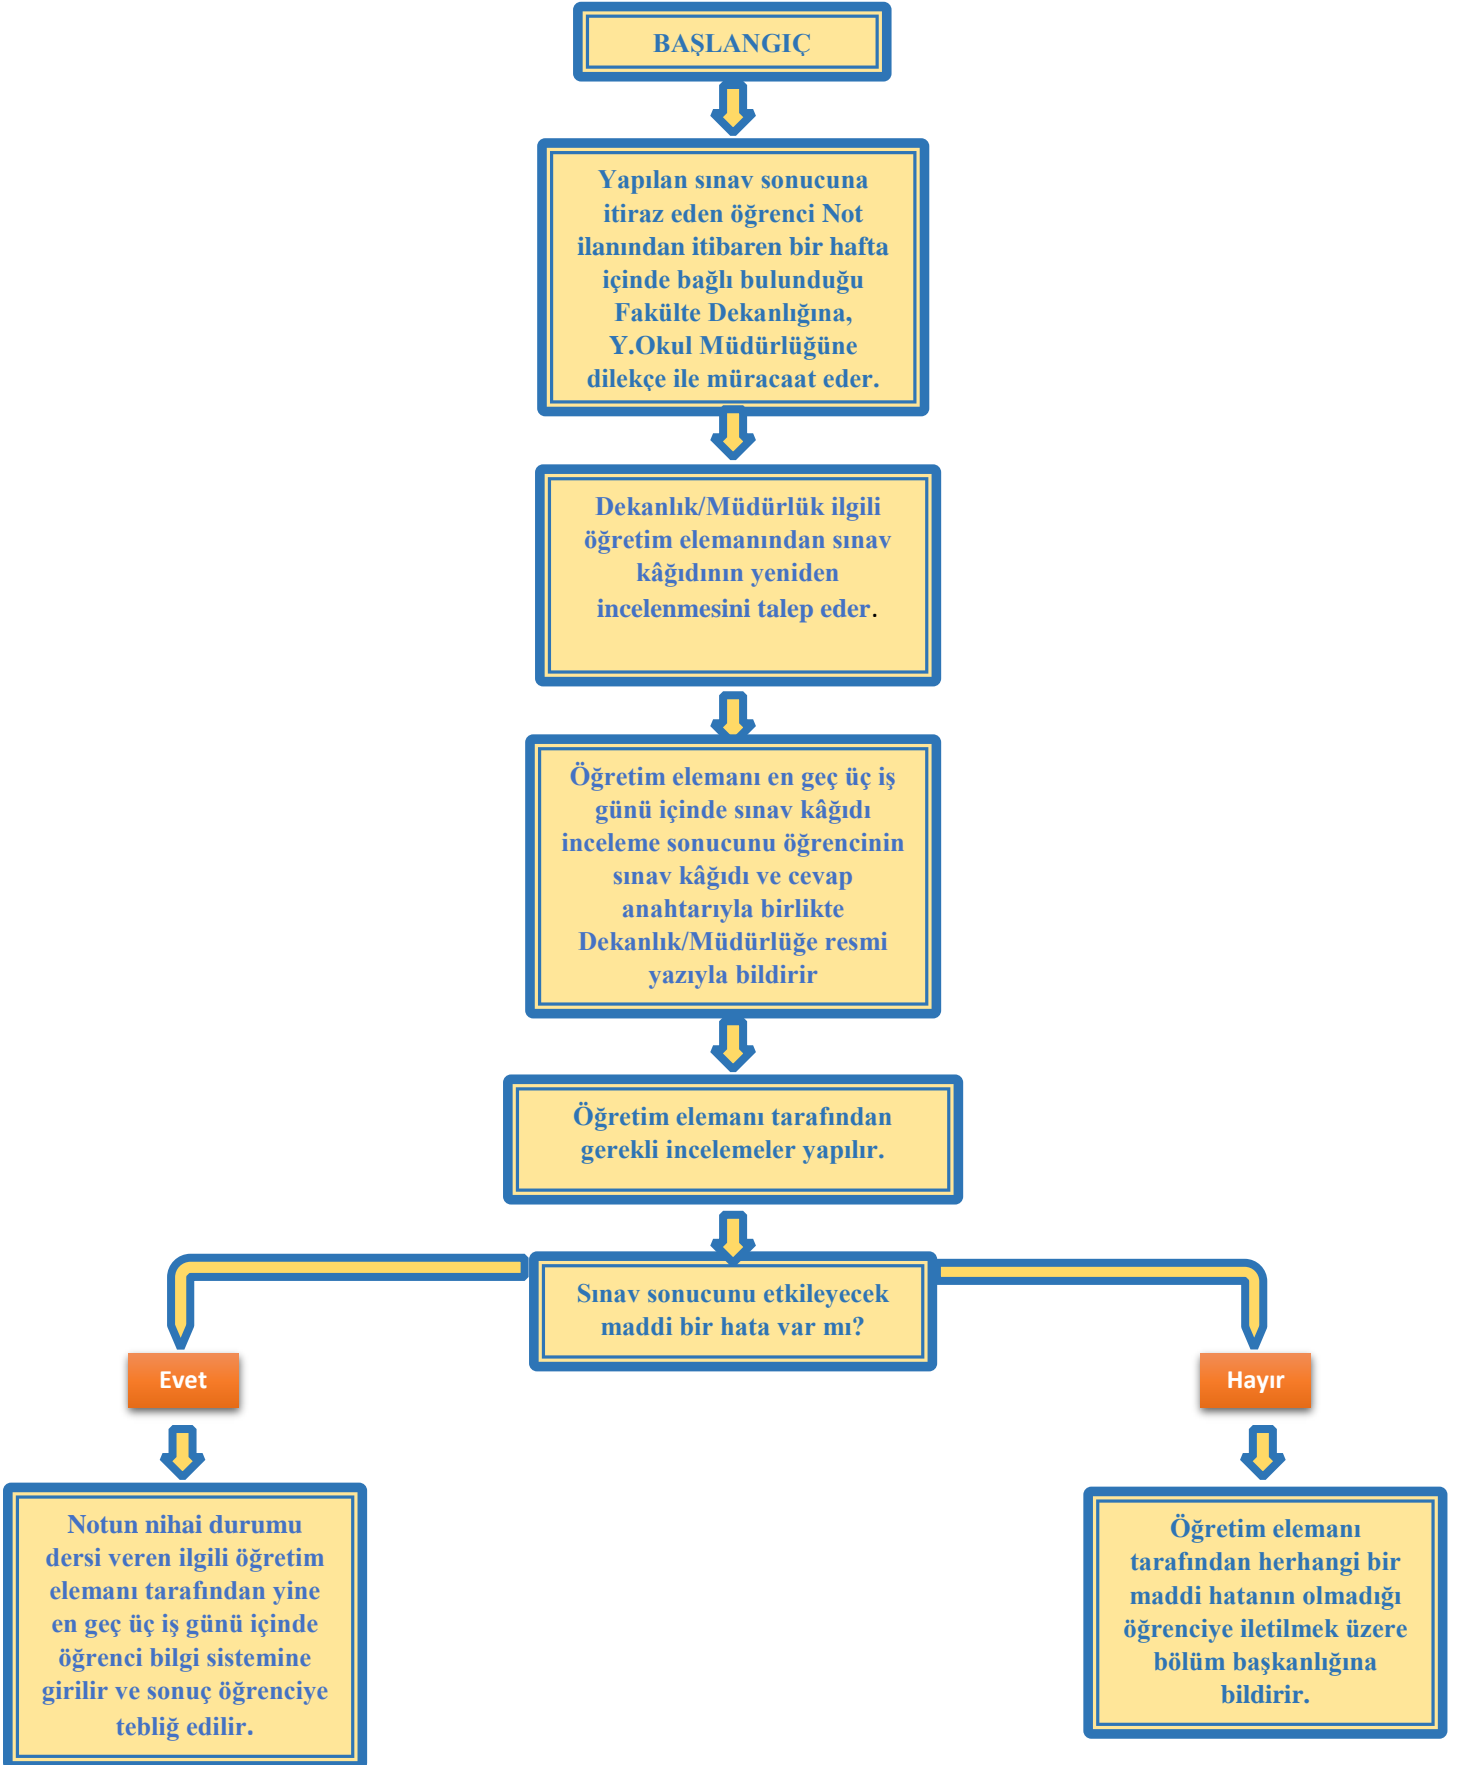 BAŞLANGIÇ
Yapılan sınav sonucuna
itiraz eden öğrenci Not
ilanından itibaren bir hafta
içinde bağlı bulunduğu
Fakülte Dekanlığına,
Y.Okul Müdürlüğüne
dilekçe ile müracaat eder.
Dekanlık/Müdürlük ilgili
öğretim elemanından sınav
kâğıdının yeniden
incelenmesini talep eder.
Öğretim elemanı en geç üç iş
günü içinde sınav kâğıdı
inceleme sonucunu öğrencinin
sınav kâğıdı ve cevap
anahtarıyla birlikte
Dekanlık/Müdürlüğe resmi
yazıyla bildirir
Öğretim elemanı tarafından
gerekli incelemeler yapılır.
Sınav sonucunu etkileyecek
maddi bir hata var mı?
Evet
Hayır
Notun nihai durumu
dersi veren ilgili öğretim
elemanı tarafından yine
en geç üç iş günü içinde
öğrenci bilgi sistemine
girilir ve sonuç öğrenciye
tebliğ edilir.
Öğretim elemanı
tarafından herhangi bir
maddi hatanın olmadığı
öğrenciye iletilmek üzere
bölüm başkanlığına
bildirir.